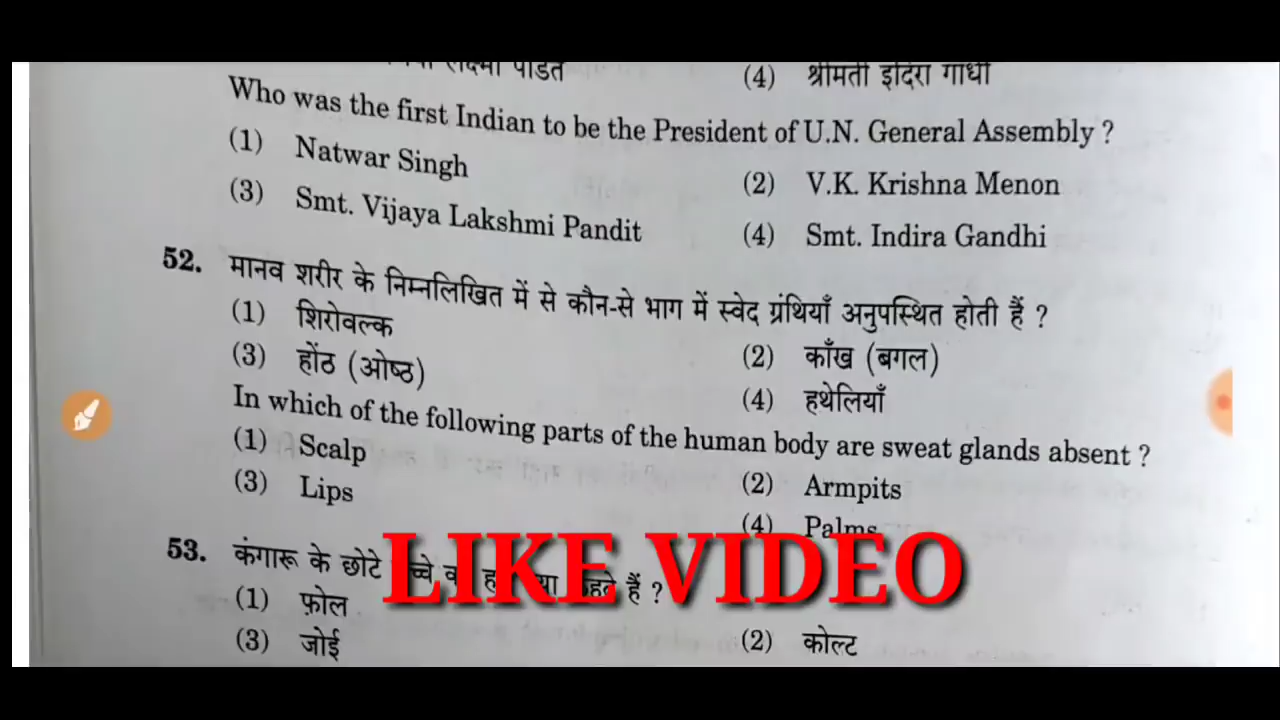 पंडित
(4) श्रीमती इंदिरा गांधी
Who was the first Indian to be the President of U.N. General Assembly ?
(1) Natwar Singh
(2) V.K. Krishna Menon
(3) Smt. Vijaya Lakshmi Pandit
(4) Smt. Indira Gandhi
52. मानव शरीर के निम्नलिखित में से कौन-से भाग में स्वेद ग्रंथियाँ अनुपस्थित होती हैं ?
(1) शिरोवल्क
(2) काँख (बगल)
(3) होंठ (ओष्ठ)
(4) हथेलियाँ
In which of the following parts of the human body are sweat glands absent ?
(1) Scalp
(2) Armpits
(3) Lips
(4) Palms
LIKE VIDEO
53. कंगारू के छोटे हैं ?
(1) फ़ोल
(2) कोल्ट
(3) जोई